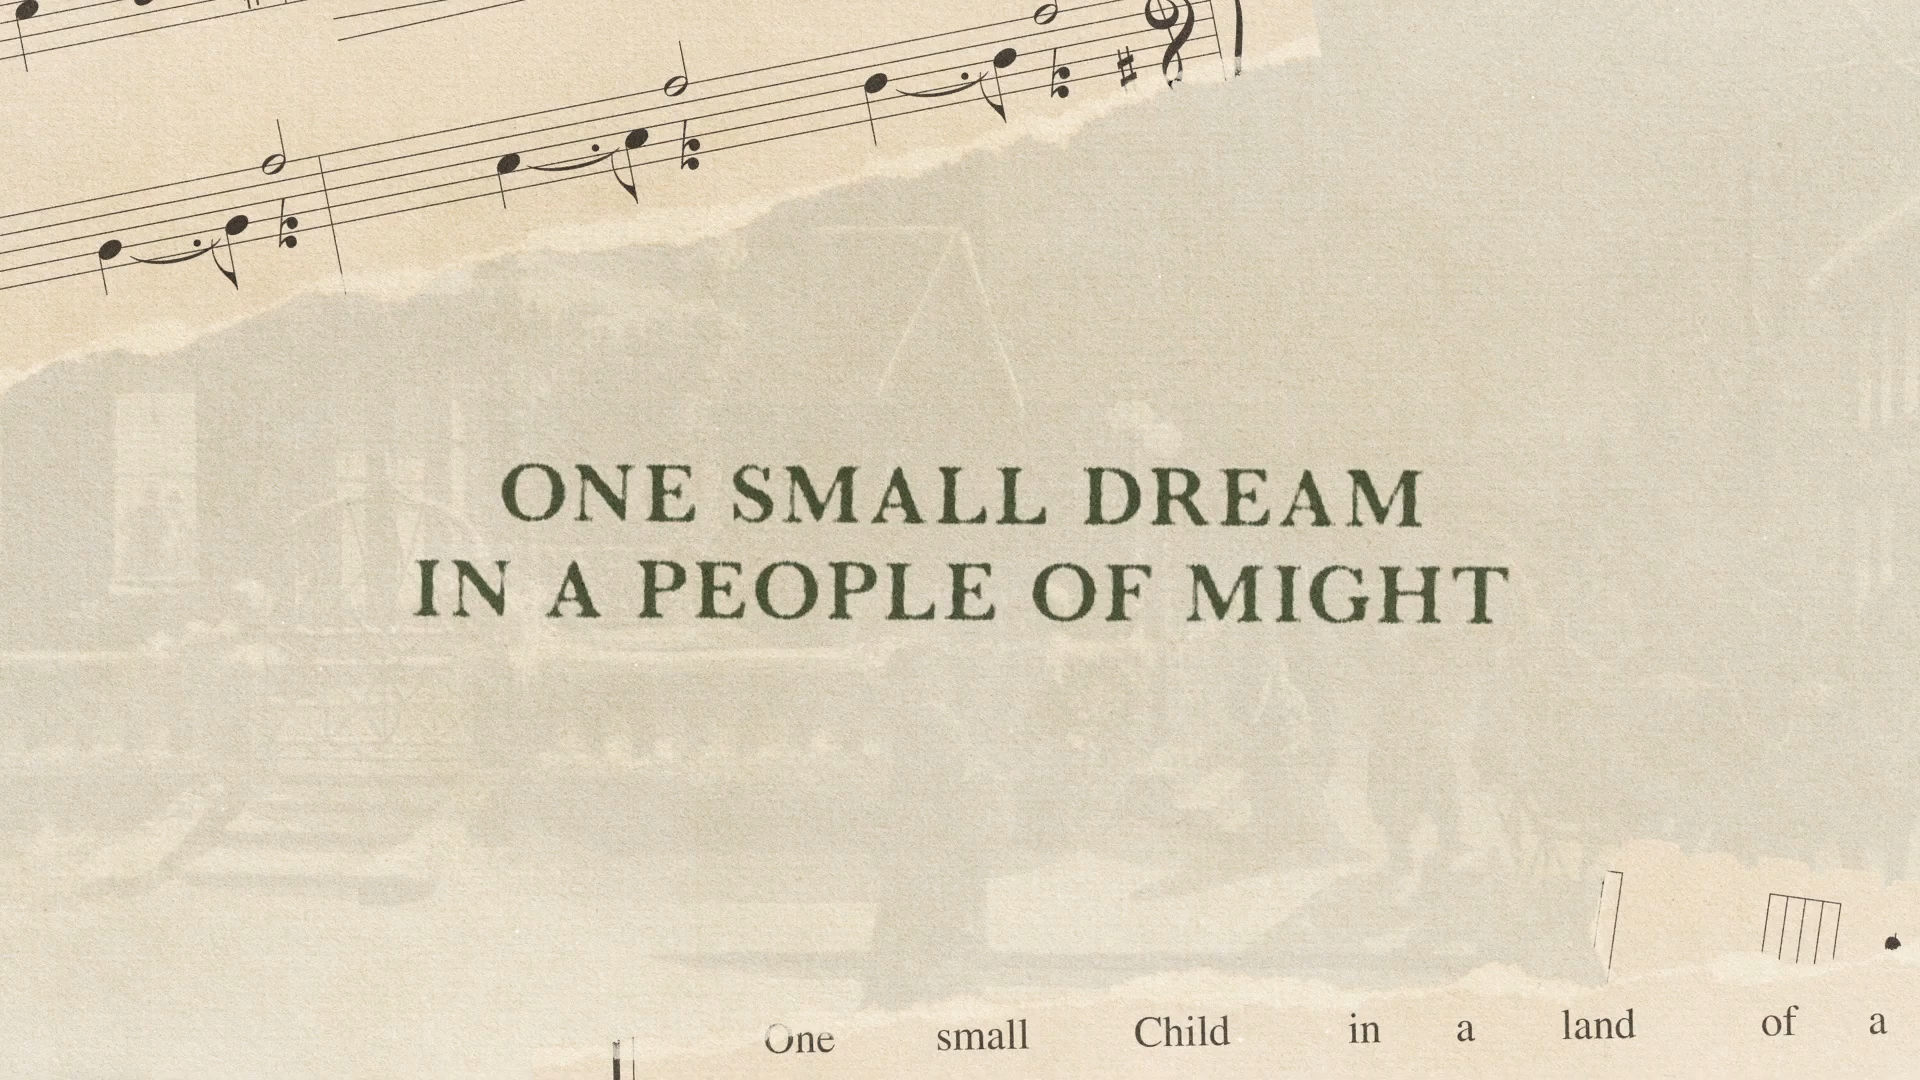 ONE SMALL DREAM
IN A PEOPLE OF MIGHT
One small Child in a land of a